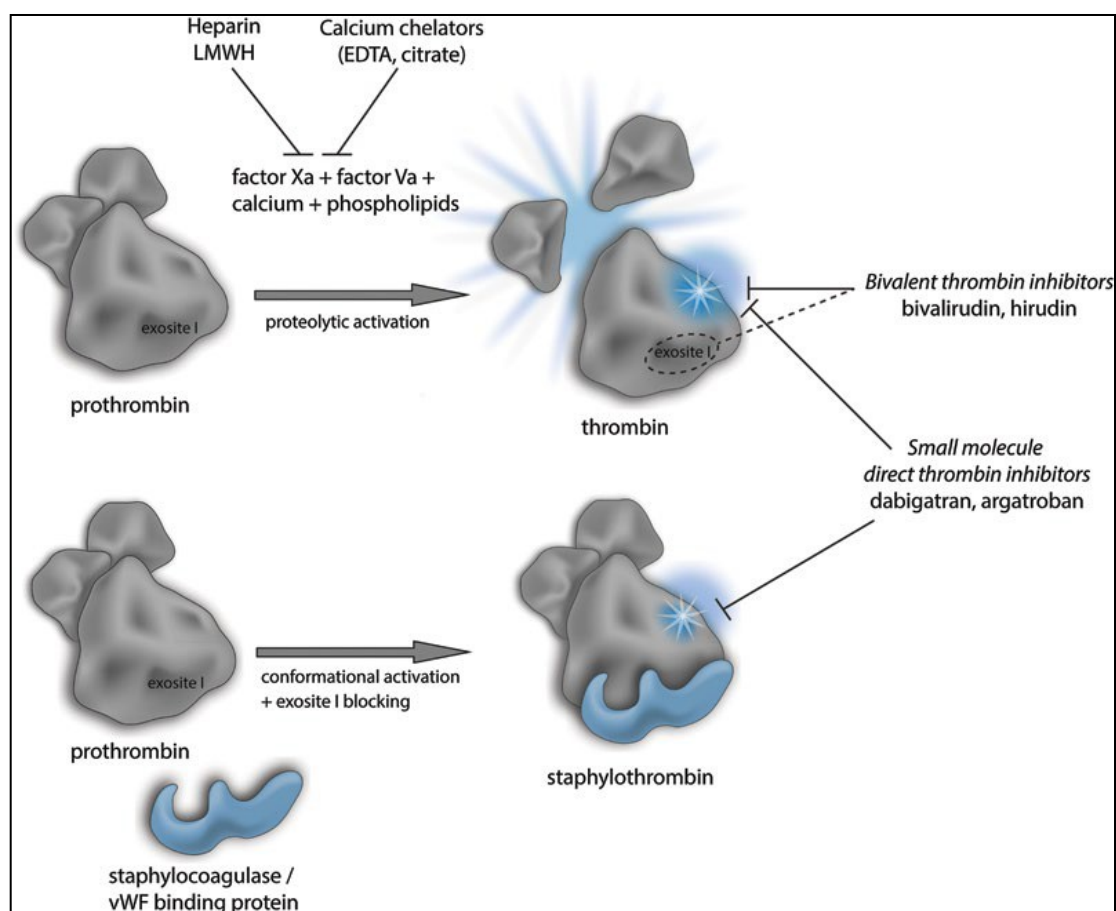 Heparin
LMWH
Calcium chelators
(EDTA, citrate)
factor Xa + factor Va +
calcium + phospholipids
exosite I
proteolytic activation
prothrombin
exosite I
thrombin
Bivalent thrombin inhibitors
bivalirudin, hirudin
Small molecule
direct thrombin inhibitors
dabigatran, argatroban
exosite I
conformational activation
+ exosite I blocking
prothrombin
staphylothrombin
staphylocoagulase /
vWF binding protein